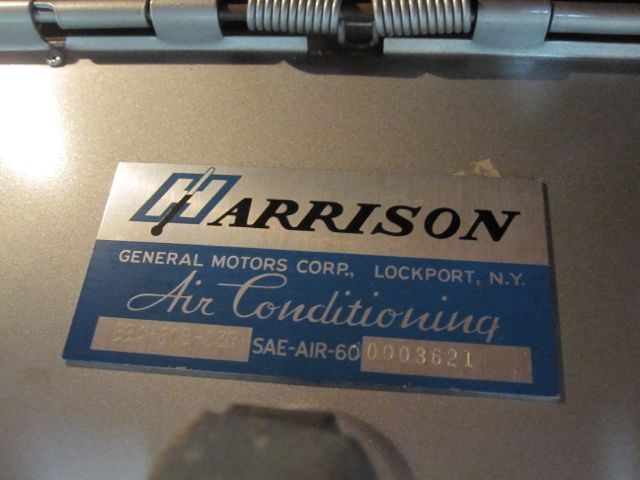 HARRISON
GENERAL MOTORS CORP., LOCKPORT, N.Y.
Air Conditioning
SAE-AIR-60 0003621